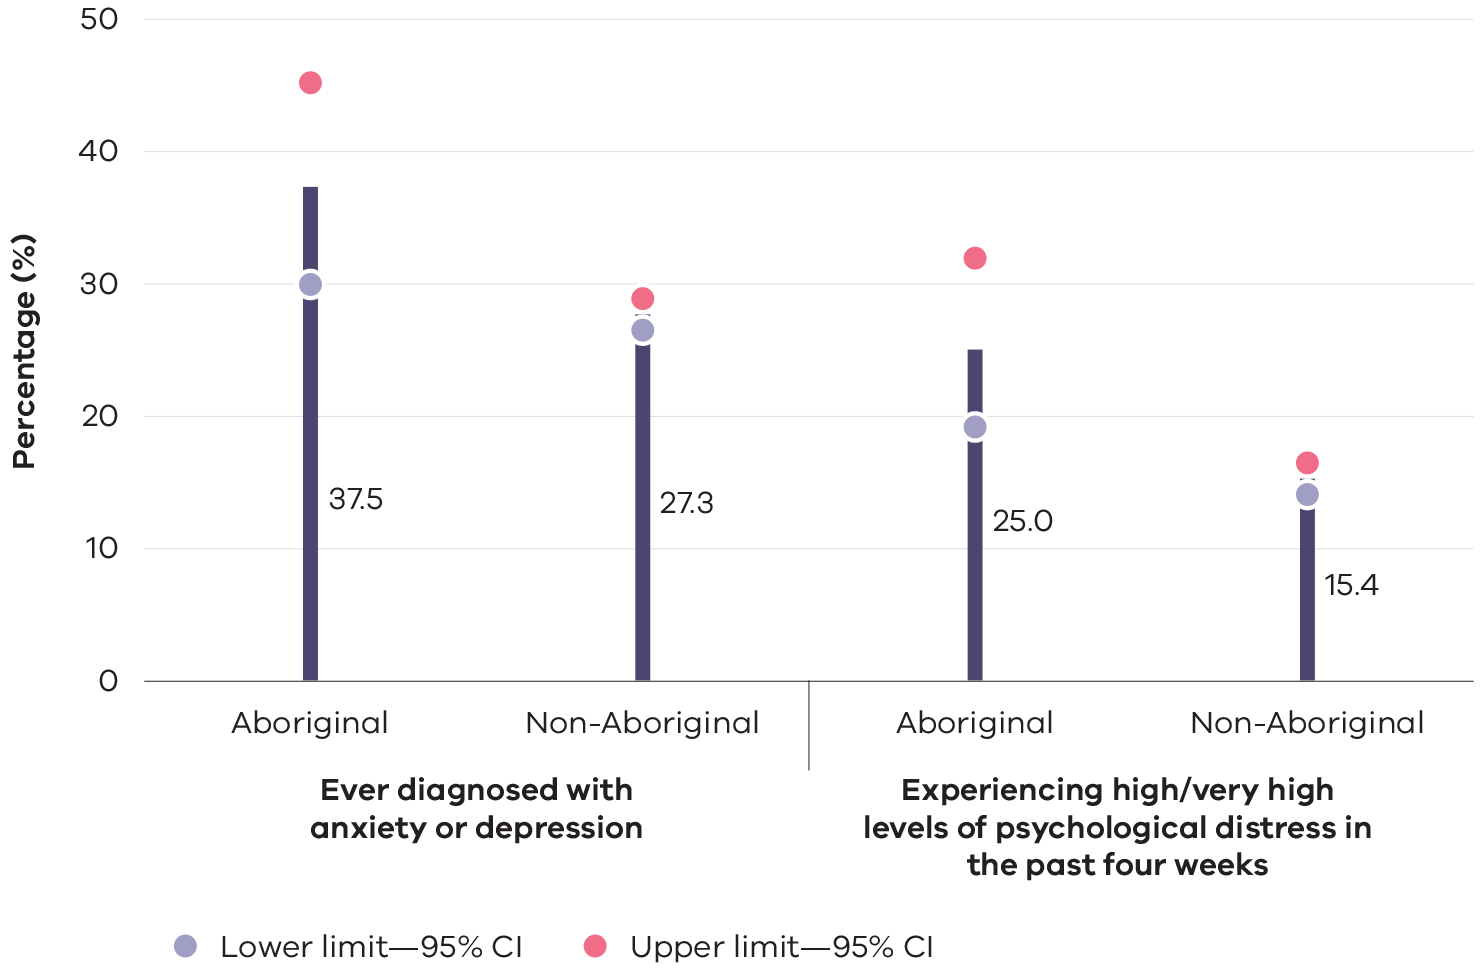 50
40
30
20
10
0
Percentage (%)
37.5
27.3
25.0
15.4
Aboriginal
Non-Aboriginal
Aboriginal
Non-Aboriginal
Ever diagnosed with
anxiety or depression
Experiencing high/very high
levels of psychological distress in
the past four weeks
Lower limit—95% CI
Upper limit—95% CI